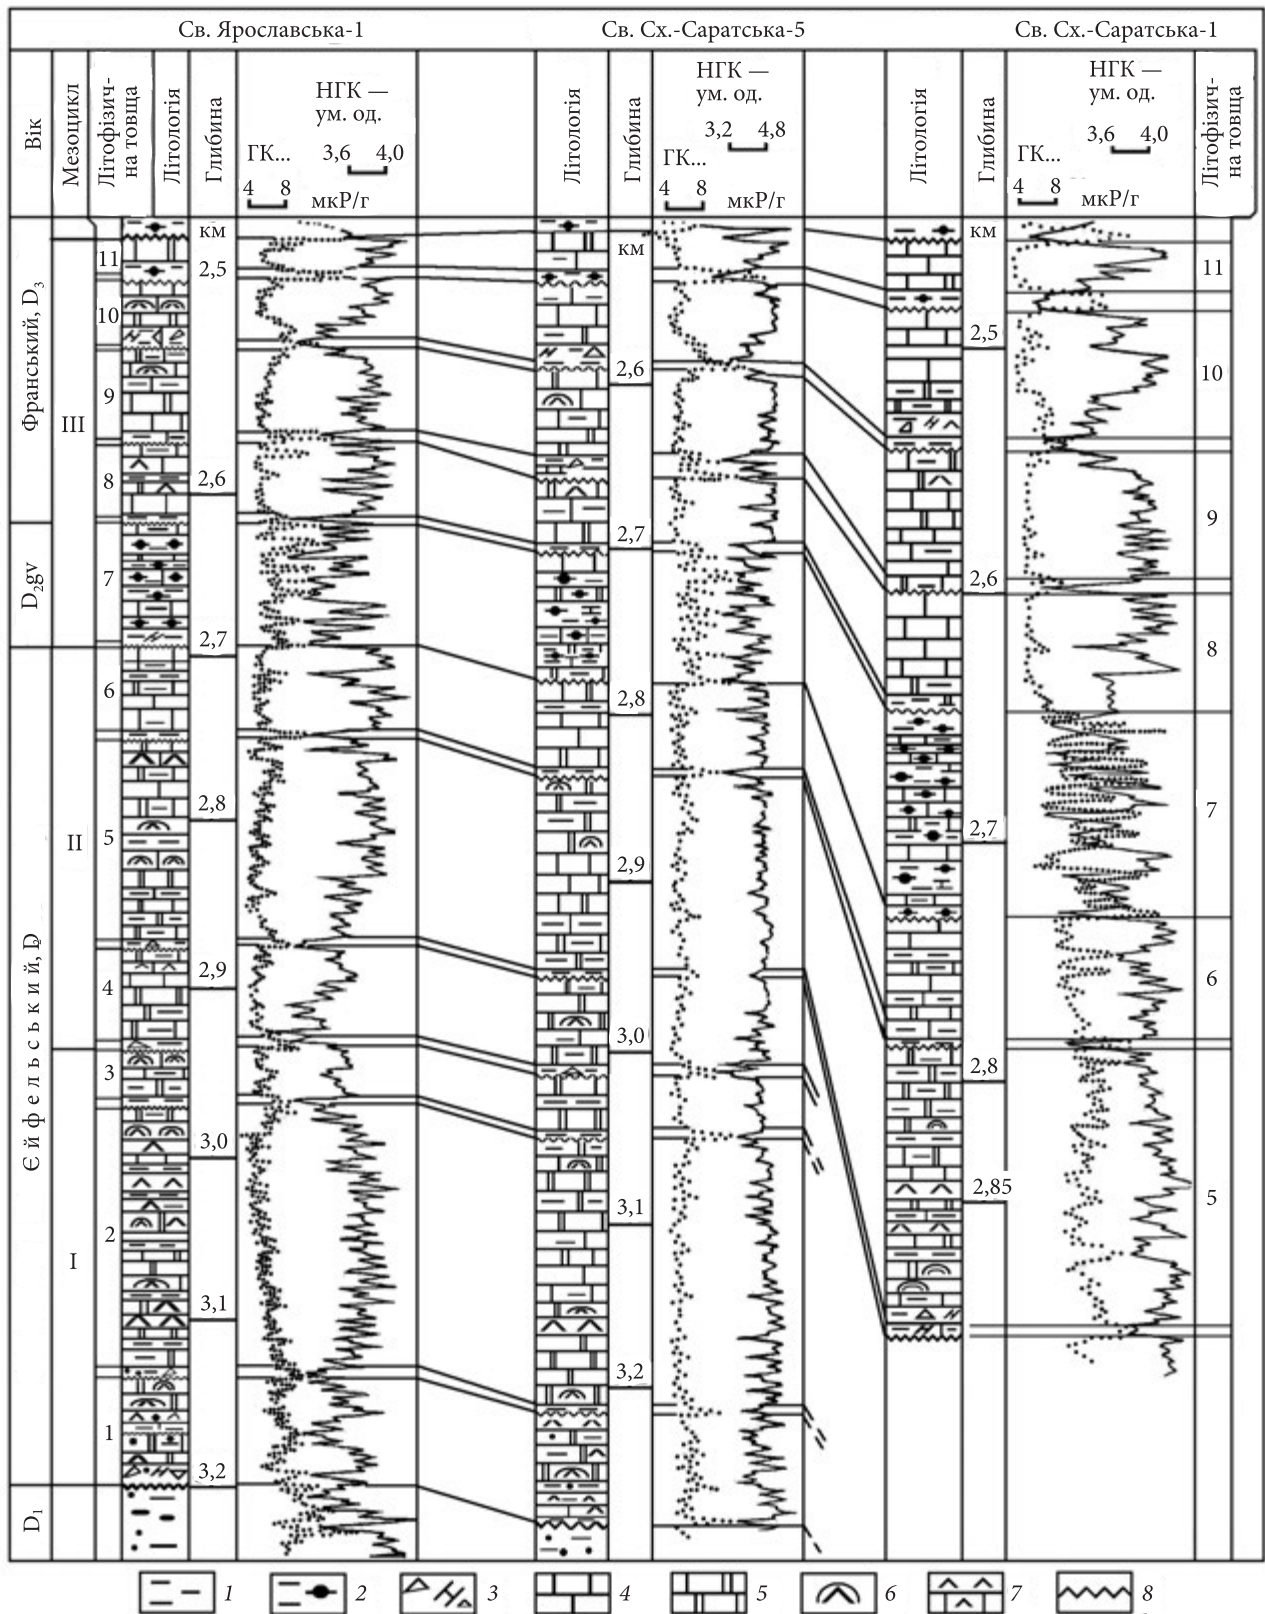 Св. Ярославська-1
Св. Сх.-Саратська-5
Св. Сх.-Саратська-1
Вік
Мезоцикл
Літофізич-
на товща
Літологія
Глибина
ГК...
4 8
мкР/г
НГК —
ум. од.
3,6 4,0
Літологія
Глибина
ГК...
4 8
мкР/г
НГК —
ум. од.
3,2 4,8
Літологія
Глибина
ГК...
4 8
мкР/г
НГК —
ум. од.
3,6 4,0
Літофізич-
на товща
Франський, D3
D2gv
Єйфельський, D2
D1
III
II
I
11
10
9
8
7
6
5
4
3
2
1
км
2,5
2,6
2,7
2,8
2,9
3,0
3,1
3,2
км
2,6
2,7
2,8
2,9
3,0
3,1
3,2
км
2,5
2,6
2,7
2,8
2,85
11
10
9
8
7
6
5
1 2 3 4 5 6 7 8